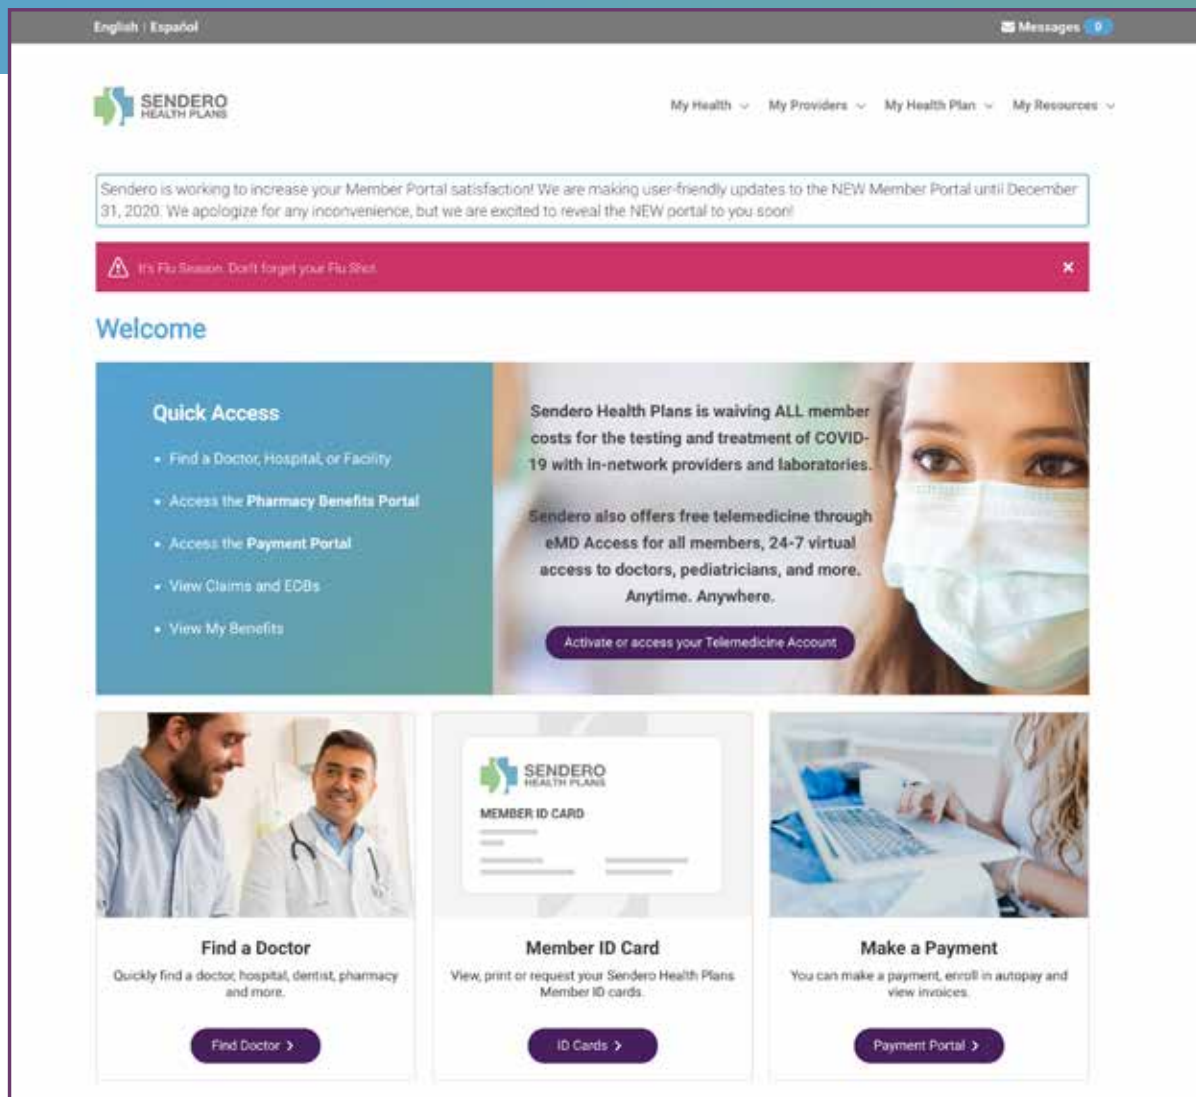 English | Español
Messages 0
SENDERO
HEALTH PLANS
My Health
My Providers
My Health Plan
My Resources
Sendero is working to increase your Member Portal satisfaction! We are making user-friendly updates to the NEW Member Portal until December
31, 2020. We apologize for any inconvenience, but we are excited to reveal the NEW portal to you soon!
It's Flu Season. Don't forget your Flu Shot.
Welcome
Quick Access
• Find a Doctor, Hospital, or Facility
• Access the Pharmacy Benefits Portal
• Access the Payment Portal
• View Claims and EOBs
• View My Benefits
Sendero Health Plans is waiving ALL member
costs for the testing and treatment of COVID-
19 with in-network providers and laboratories.
Sendero also offers free telemedicine through
eMD Access for all members, 24-7 virtual
access to doctors, pediatricians, and more.
Anytime. Anywhere.
Activate or access your Telemedicine Account
Find a Doctor
Quickly find a doctor, hospital, dentist, pharmacy
and more.
Find Doctor >
SENDERO
HEALTH PLANS
MEMBER ID CARD
Member ID Card
View, print or request your Sendero Health Plans
Member ID cards.
ID Cards >
Make a Payment
You can make a payment, enroll in autopay and
view invoices.
Payment Portal >